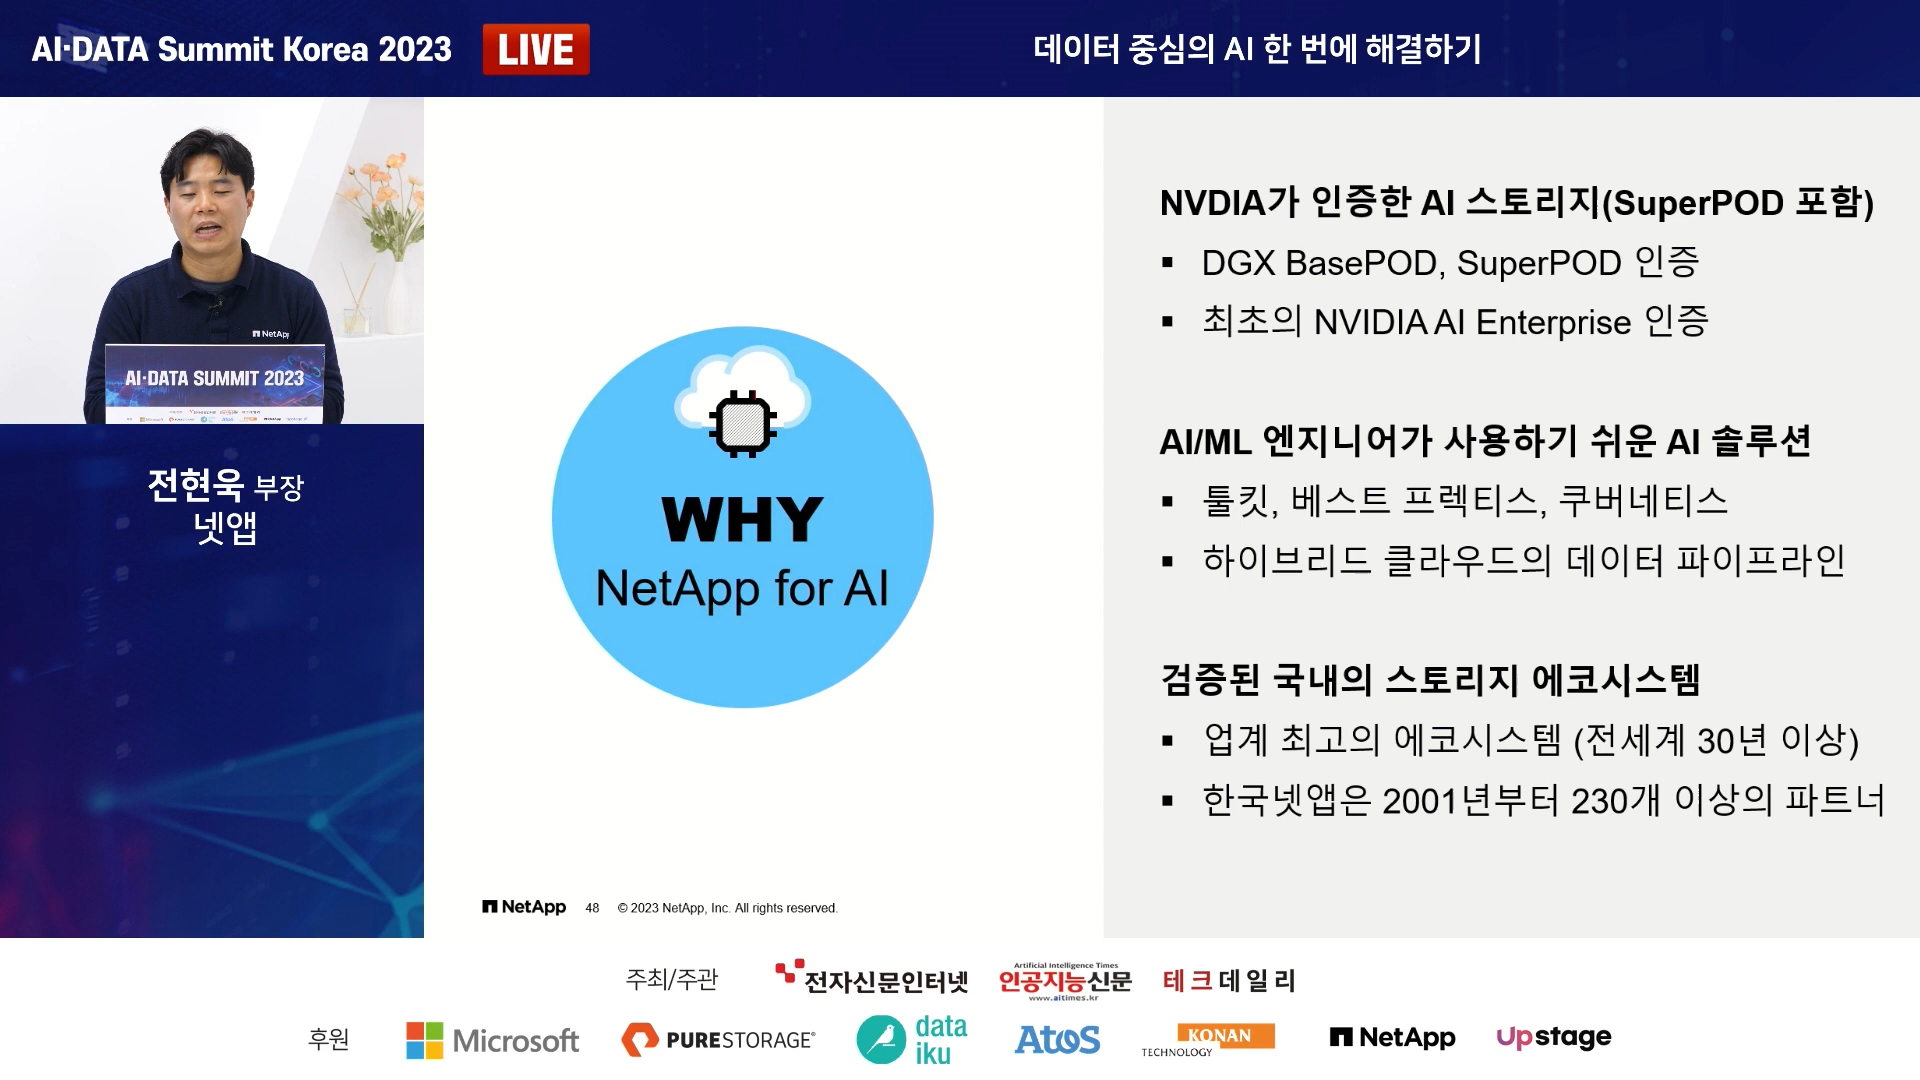 AI·DATA Summit Korea 2023 LIVE
데이터 중심의 AI 한 번에 해결하기
NetApp
AI·DATA SUMMIT 2023
전현욱 부장
넷앱
WHY
NetApp for AI
NVDIA가 인증한 AI 스토리지(SuperPOD 포함)
▪ DGX BasePOD, SuperPOD 인증
▪ 최초의 NVIDIA AI Enterprise 인증
AI/ML 엔지니어가 사용하기 쉬운 AI 솔루션
▪ 툴킷, 베스트 프렉티스, 쿠버네티스
▪ 하이브리드 클라우드의 데이터 파이프라인
검증된 국내의 스토리지 에코시스템
▪ 업계 최고의 에코시스템 (전세계 30년 이상)
▪ 한국넷앱은 2001년부터 230개 이상의 파트너
NetApp 48 © 2023 NetApp, Inc. All rights reserved.
주최/주관 전자신문인터넷 Artificial Intelligence Times 인공지능신문 www.aitimes.kr 테크데일리
후원 Microsoft PURESTORAGE® data iku Atos KONAN TECHNOLOGY NetApp Upstage